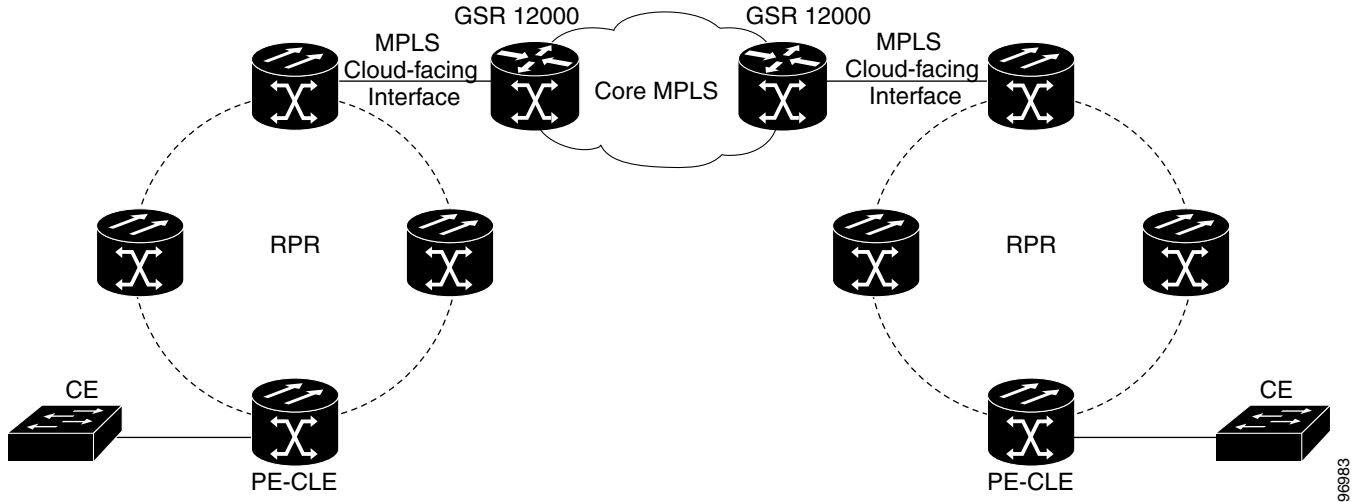 GSR 12000
GSR 12000
MPLS
Cloud-facing
Interface
Core MPLS
MPLS
Cloud-facing
Interface
RPR
RPR
CE
CE
PE-CLE
PE-CLE
96983